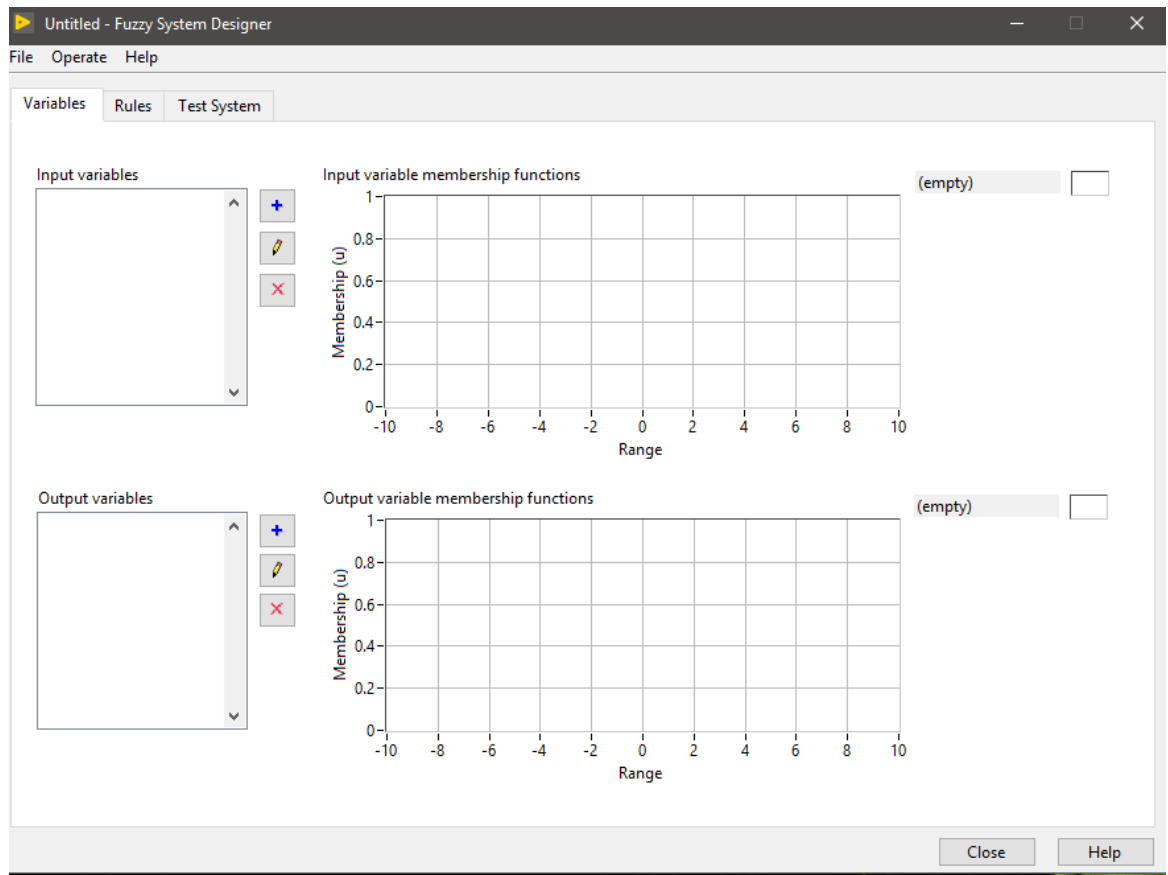 Untitled - Fuzzy System Designer
File Operate Help
Variables Rules Test System
Input variables
Input variable membership functions
(empty)
Membership (u)
1
0.8
0.6
0.4
0.2
0
-10 -8 -6 -4 -2 0 2 4 6 8 10
Range
Output variables
Output variable membership functions
(empty)
Membership (u)
1
0.8
0.6
0.4
0.2
0
-10 -8 -6 -4 -2 0 2 4 6 8 10
Range
Close Help